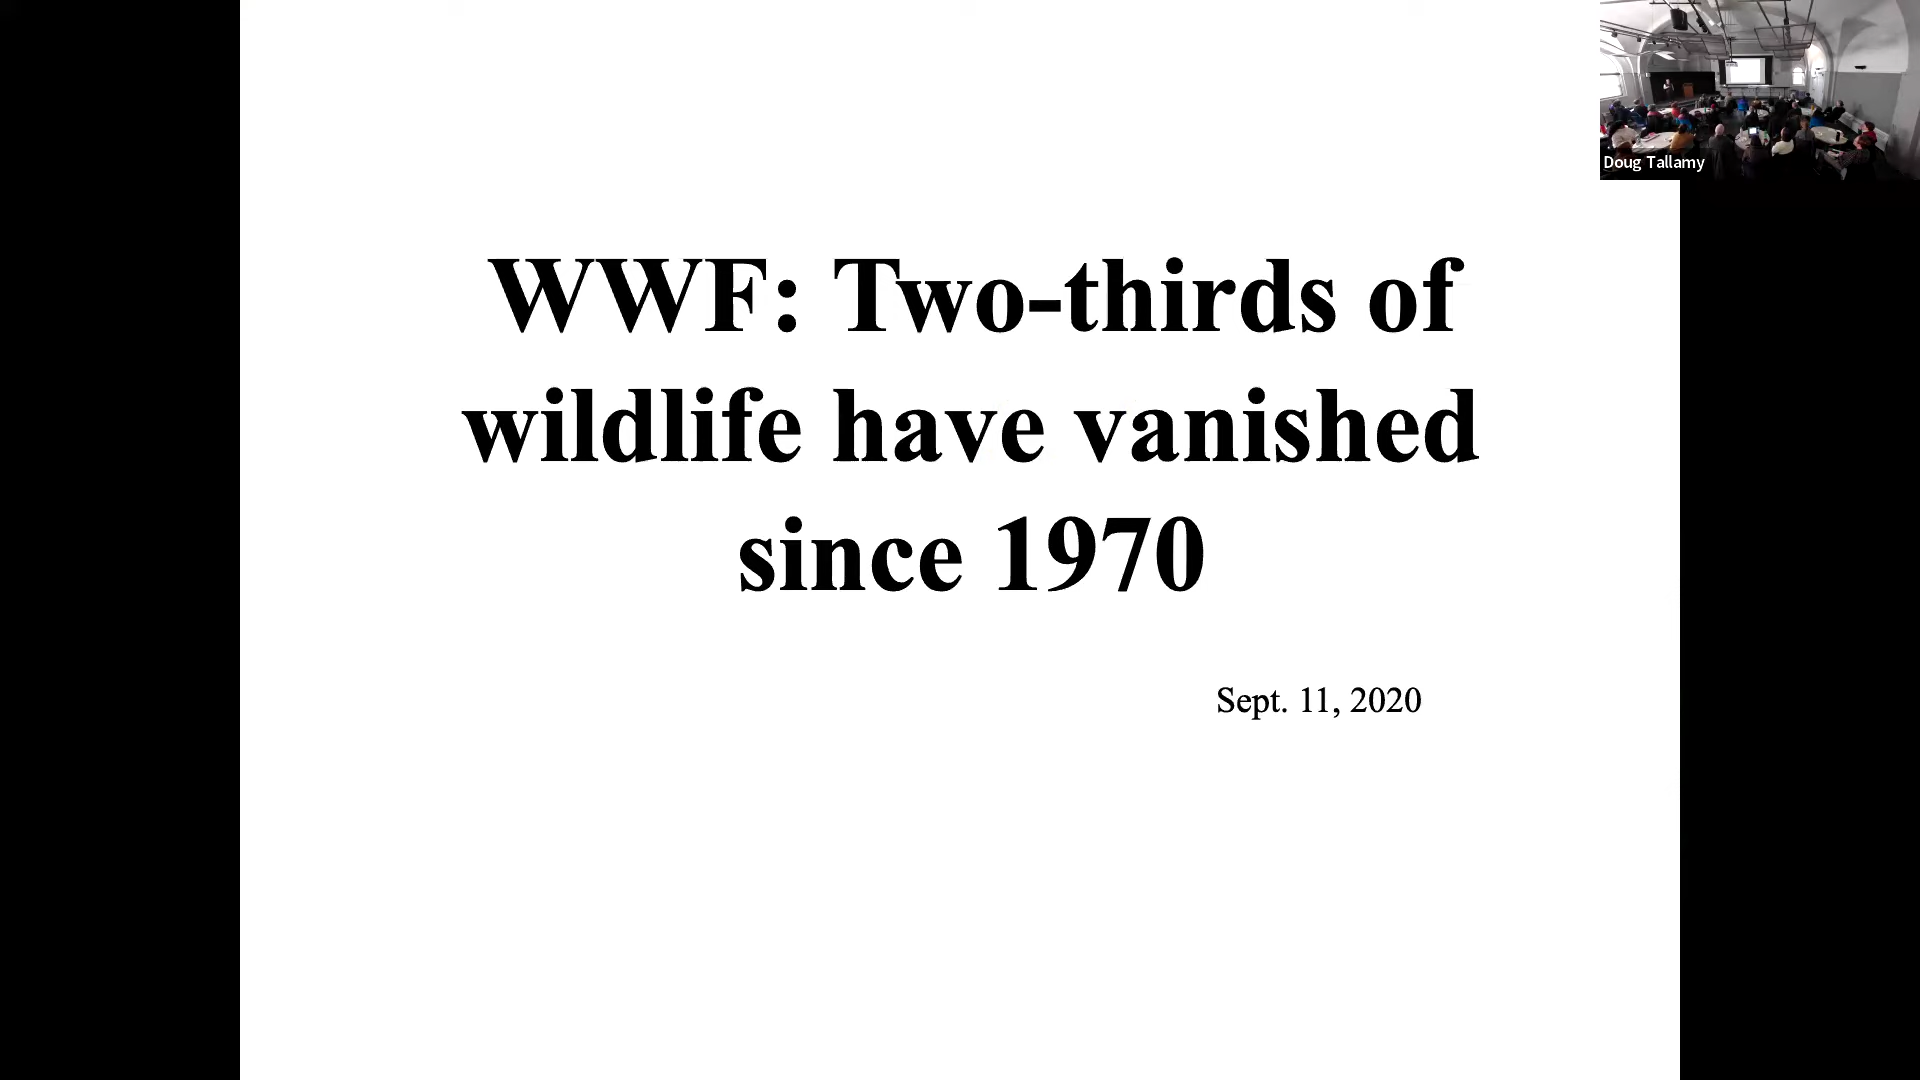 WWF: Two-thirds of
wildlife have vanished
since 1970
Sept. 11, 2020
Doug Tallamy